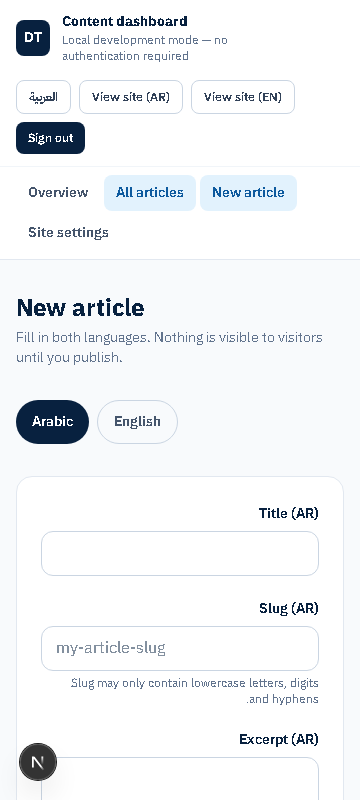 DT
Content dashboard
Local development mode — no
authentication required
العربية
View site (AR)
View site (EN)
Sign out
Overview
All articles
New article
Site settings
New article
Fill in both languages. Nothing is visible to visitors
until you publish.
Arabic
English
Title (AR)
Slug (AR)
my-article-slug
Slug may only contain lowercase letters, digits
.and hyphens
Excerpt (AR)
N